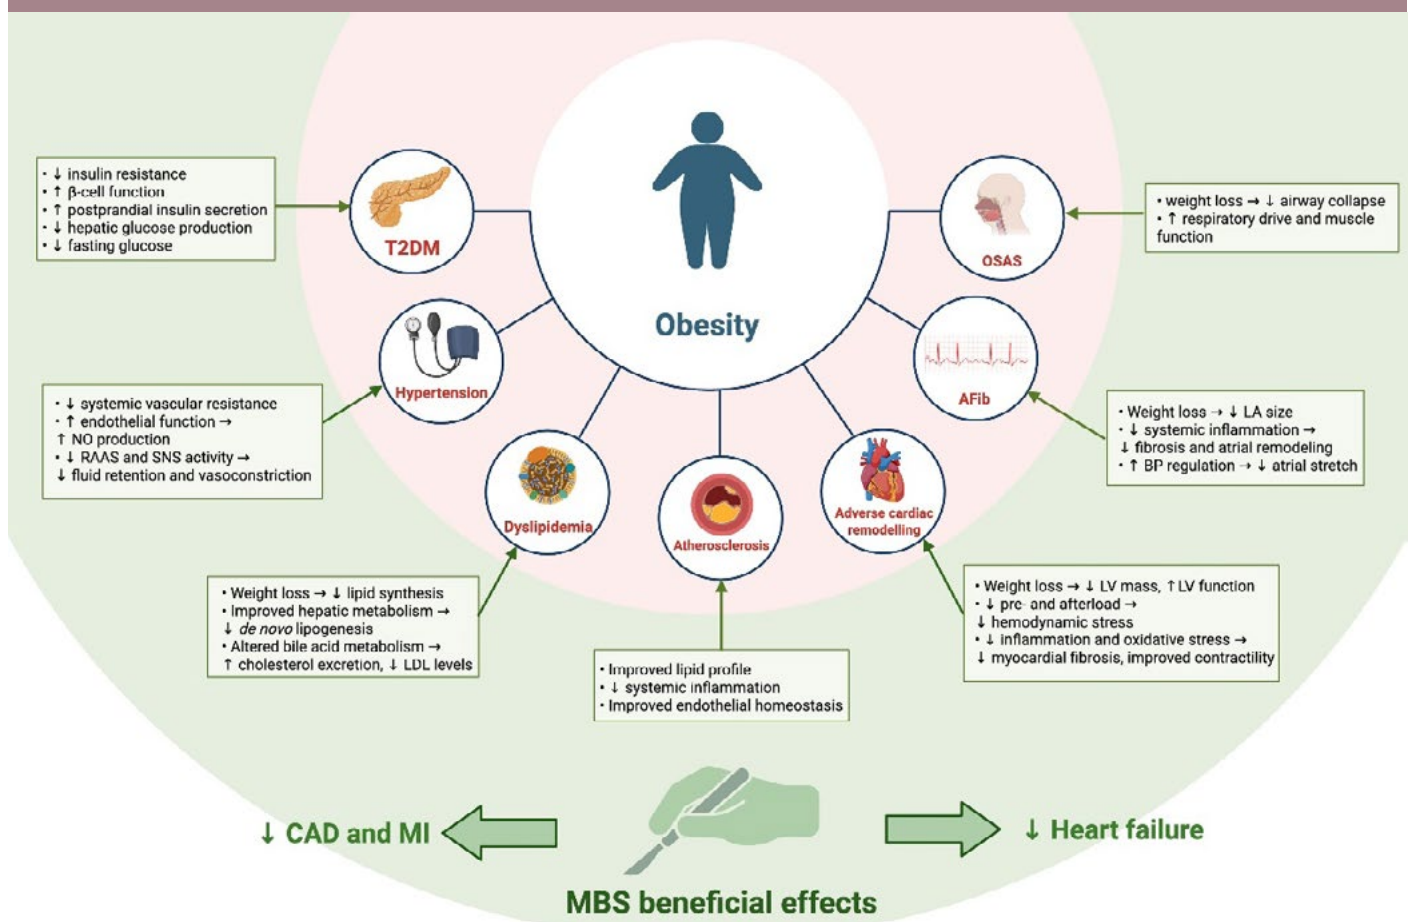 Obesity
• ↓ insulin resistance
• ↑ β-cell function
• ↑ postprandial insulin secretion
• ↓ hepatic glucose production
• ↓ fasting glucose
T2DM
Hypertension
• ↓ systemic vascular resistance
• ↑ endothelial function →
↑ NO production
• ↓ RAAS and SNS activity →
↓ fluid retention and vasoconstriction
Dyslipidemia
• Weight loss → ↓ lipid synthesis
• Improved hepatic metabolism →
↓ de novo lipogenesis
• Altered bile acid metabolism →
↑ cholesterol excretion, ↓ LDL levels
Atherosclerosis
• Improved lipid profile
• ↓ systemic inflammation
• Improved endothelial homeostasis
Adverse cardiac
remodelling
• Weight loss → ↓ LV mass, ↑ LV function
• ↓ pre- and afterload →
↓ hemodynamic stress
• ↓ inflammation and oxidative stress →
↓ myocardial fibrosis, improved contractility
AFib
• Weight loss → ↓ LA size
• ↓ systemic inflammation →
↓ fibrosis and atrial remodeling
• ↑ BP regulation → ↓ atrial stretch
OSAS
• weight loss → ↓ airway collapse
• ↑ respiratory drive and muscle
function
↓ CAD and MI
↓ Heart failure
MBS beneficial effects